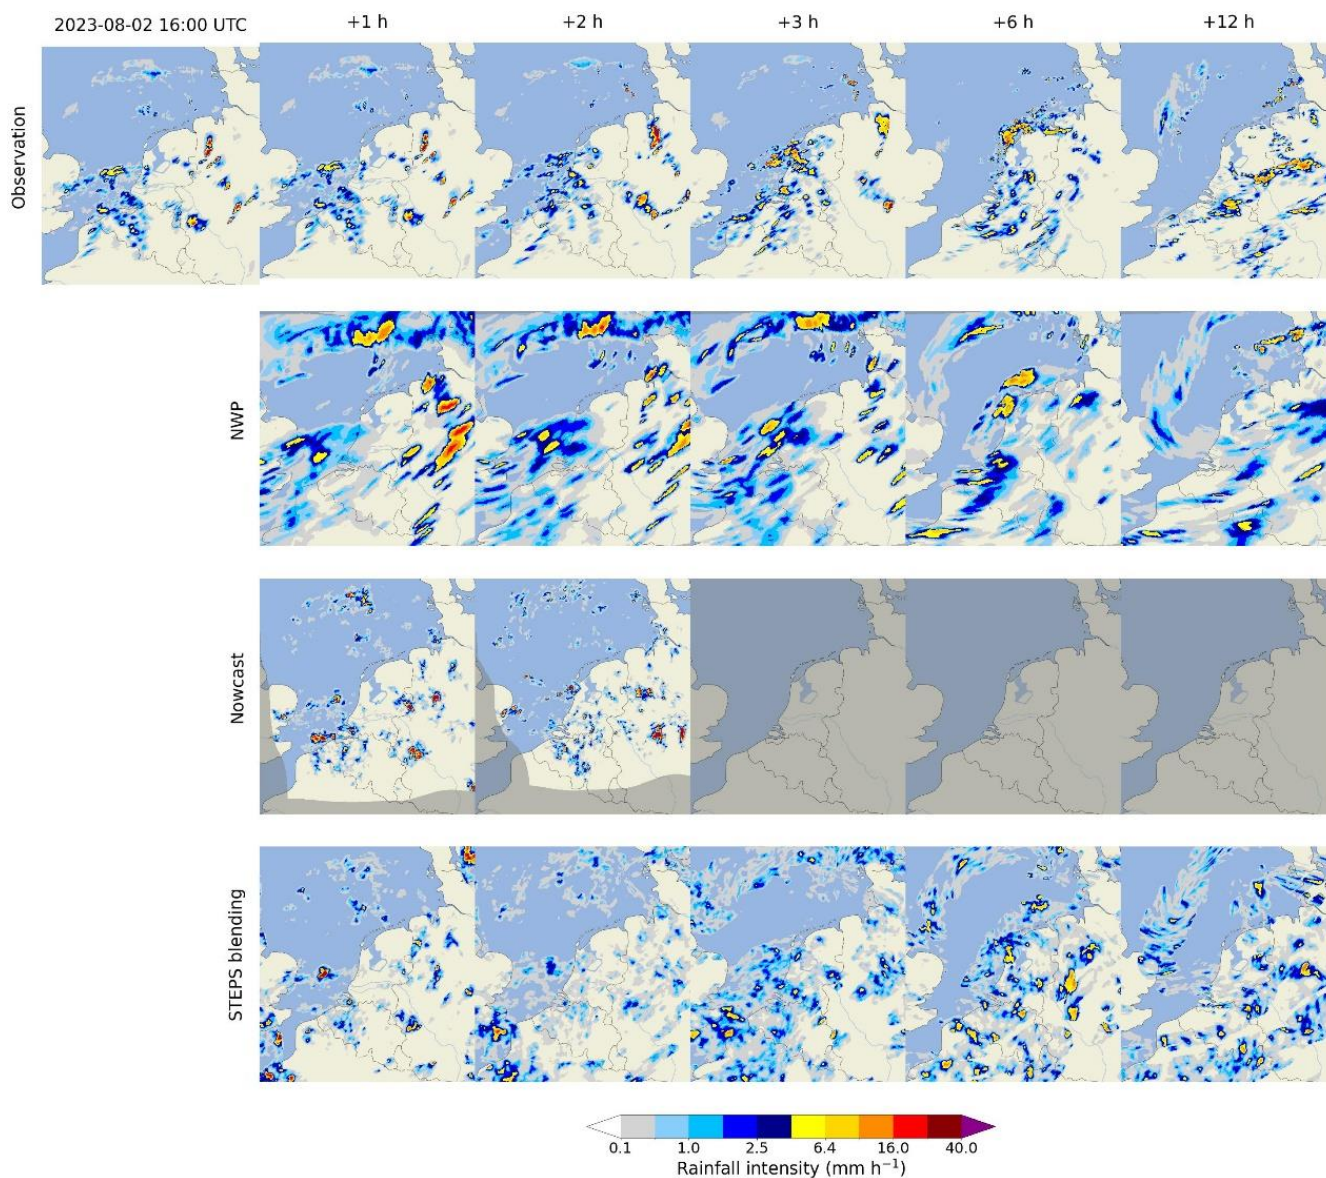 2023-08-02 16:00 UTC
+1 h
+2 h
+3 h
+6 h
+12 h
Observation
NWP
Nowcast
STEPS blending
0.1
1.0
2.5
6.4
16.0
40.0
Rainfall intensity (mm h⁻¹)